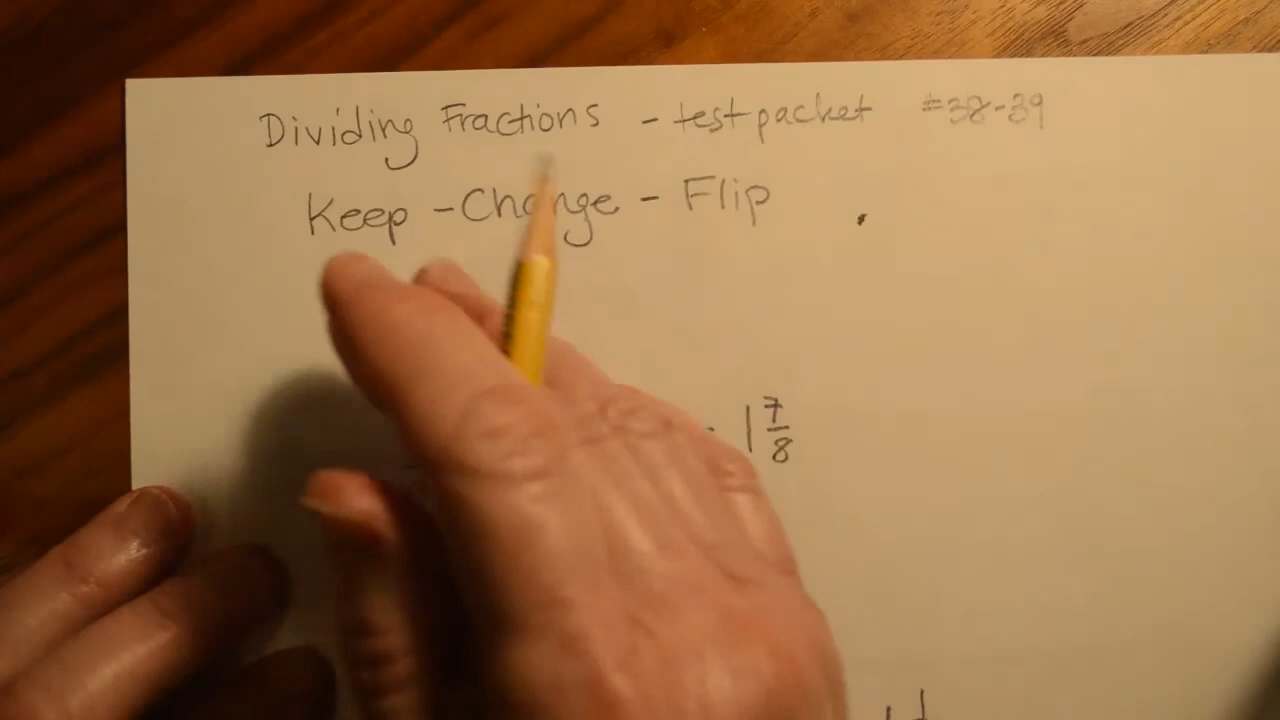 Dividing Fractions - test packet #38-39
Keep - Change - Flip
1 7/8